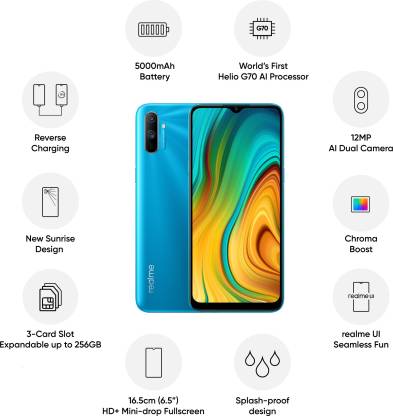 G70
5000mAh
Battery
World's First
Helio G70 AI Processor
Reverse
Charging
12MP
AI Dual Camera
New Sunrise
Design
Chroma
Boost
realme
realme UI
3-Card Slot
Expandable up to 256GB
realme UI
Seamless Fun
16.5cm (6.5")
HD+ Mini-drop Fullscreen
Splash-proof
design